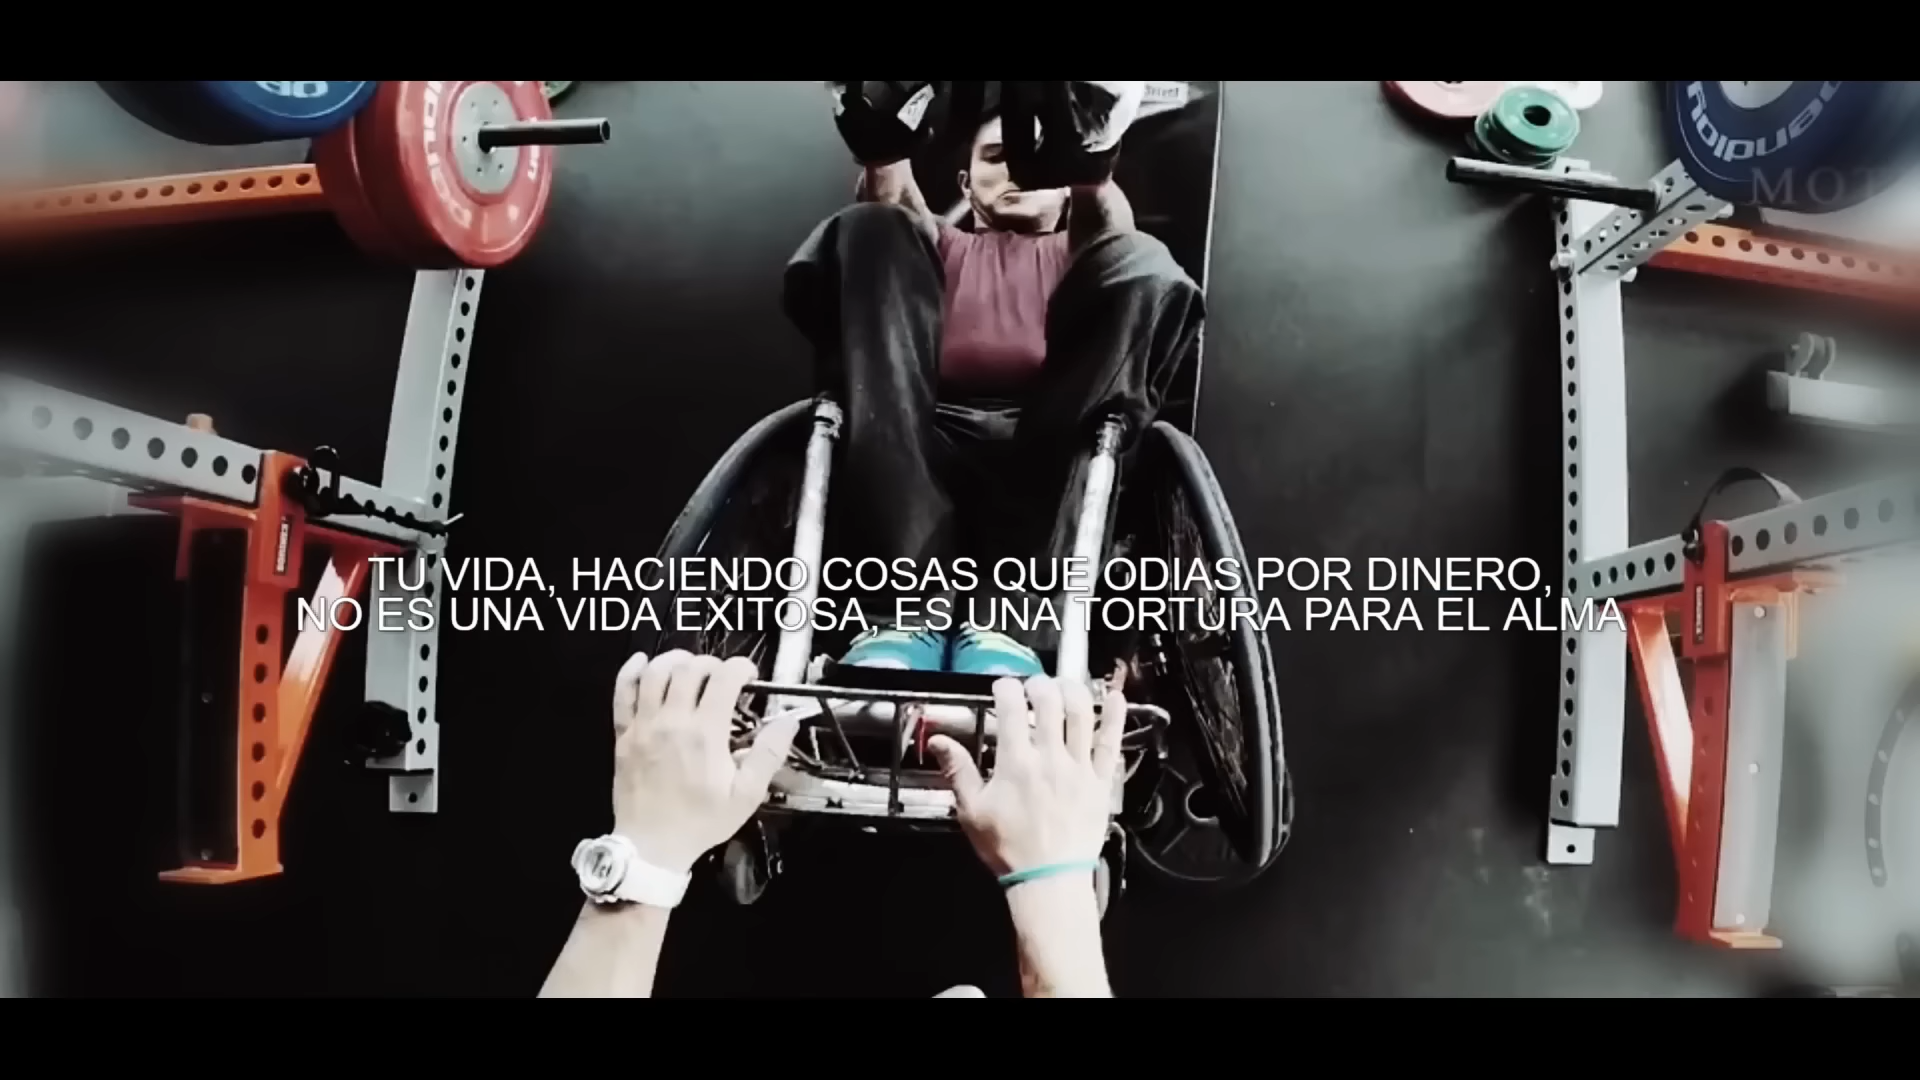 MOT
TU VIDA, HACIENDO COSAS QUE ODIAS POR DINERO,
NO ES UNA VIDA EXITOSA, ES UNA TORTURA PARA EL ALMA